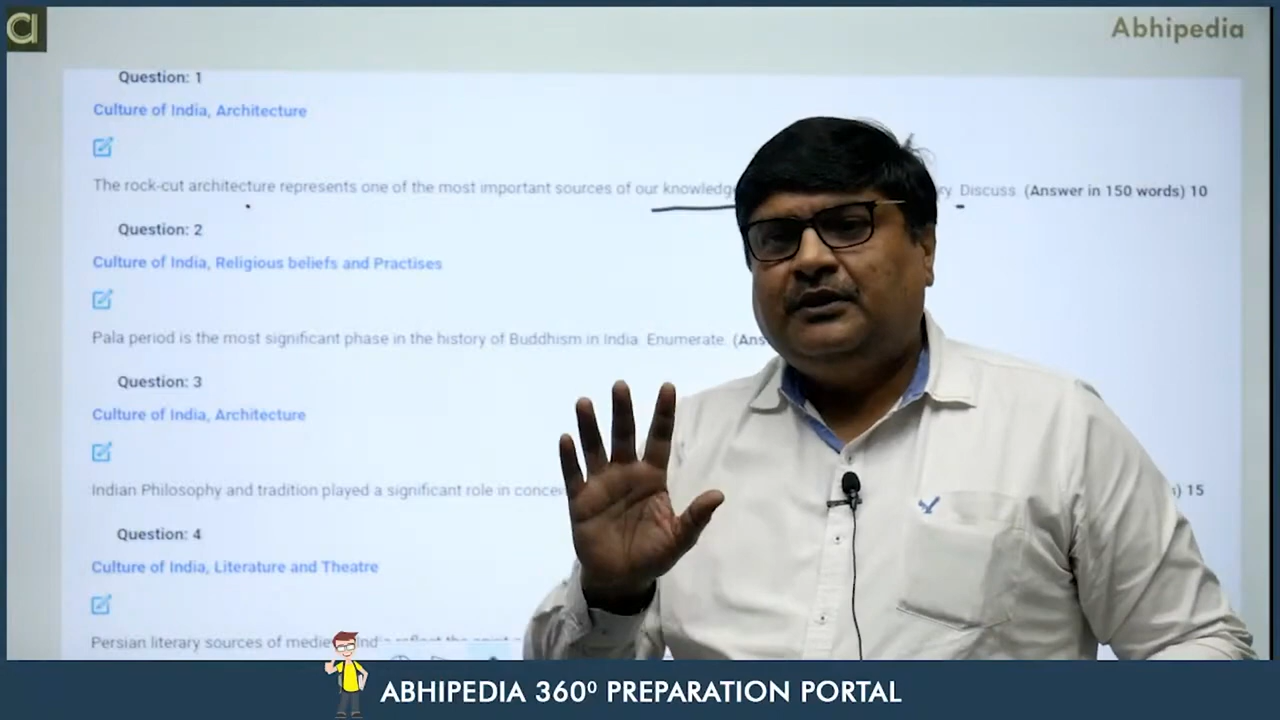 Abhipedia
Question: 1
Culture of India, Architecture
The rock-cut architecture represents one of the most important sources of our Discuss. (Answer in 150 words) 10
Question: 2
Culture of India, Religious beliefs and Practises
Pala period is the most significant phase in the history of Buddhism in India. Enumerate.
Question: 3
Culture of India, Architecture
Indian Philosophy and tradition played a significant role in 15
Question: 4
Culture of India, Literature and Theatre
Persian literary sources of
ABHIPEDIA 360⁰ PREPARATION PORTAL